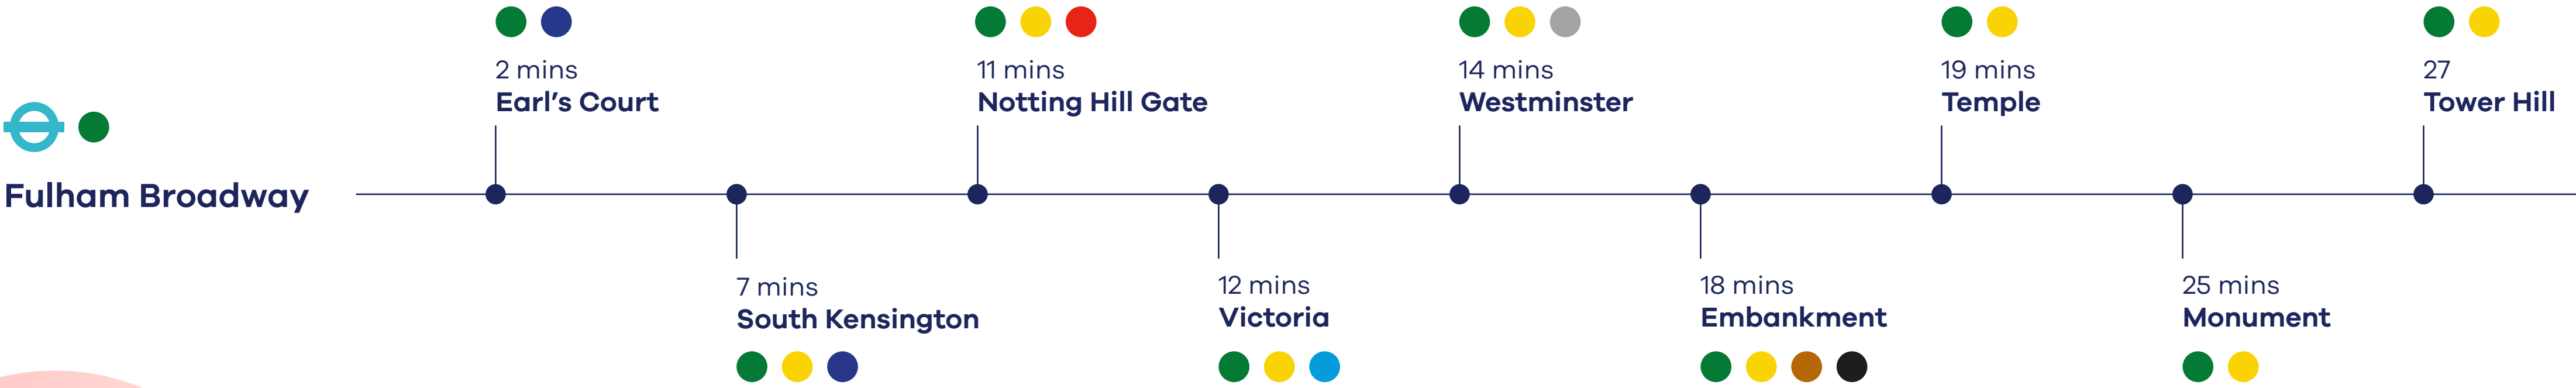 Fulham Broadway
2 mins
Earl's Court
7 mins
South Kensington
11 mins
Notting Hill Gate
12 mins
Victoria
14 mins
Westminster
18 mins
Embankment
19 mins
Temple
25 mins
Monument
27
Tower Hill